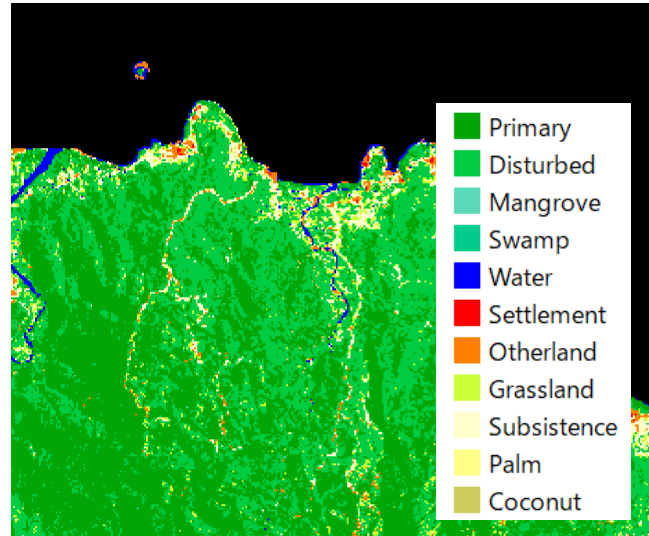 Primary
Disturbed
Mangrove
Swamp
Water
Settlement
Otherland
Grassland
Subsistence
Palm
Coconut